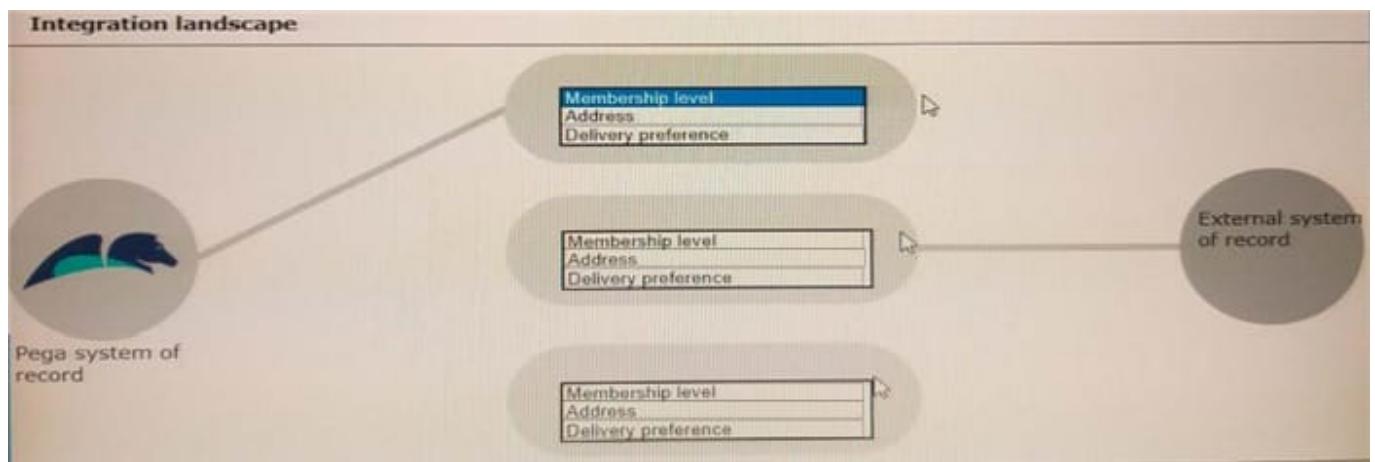 Integration landscape
Membership level
Address
Delivery preference
Membership level
Address
Delivery preference
External system
of record
Pega system of
record
Membership level
Address
Delivery preference